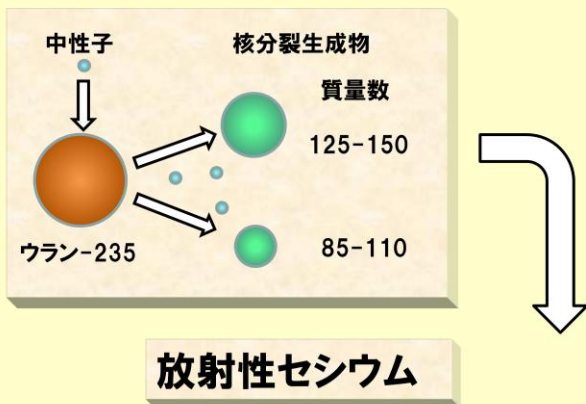 中性子
核分裂生成物
質量数
125-150
ウラン-235
85-110
放射性セシウム